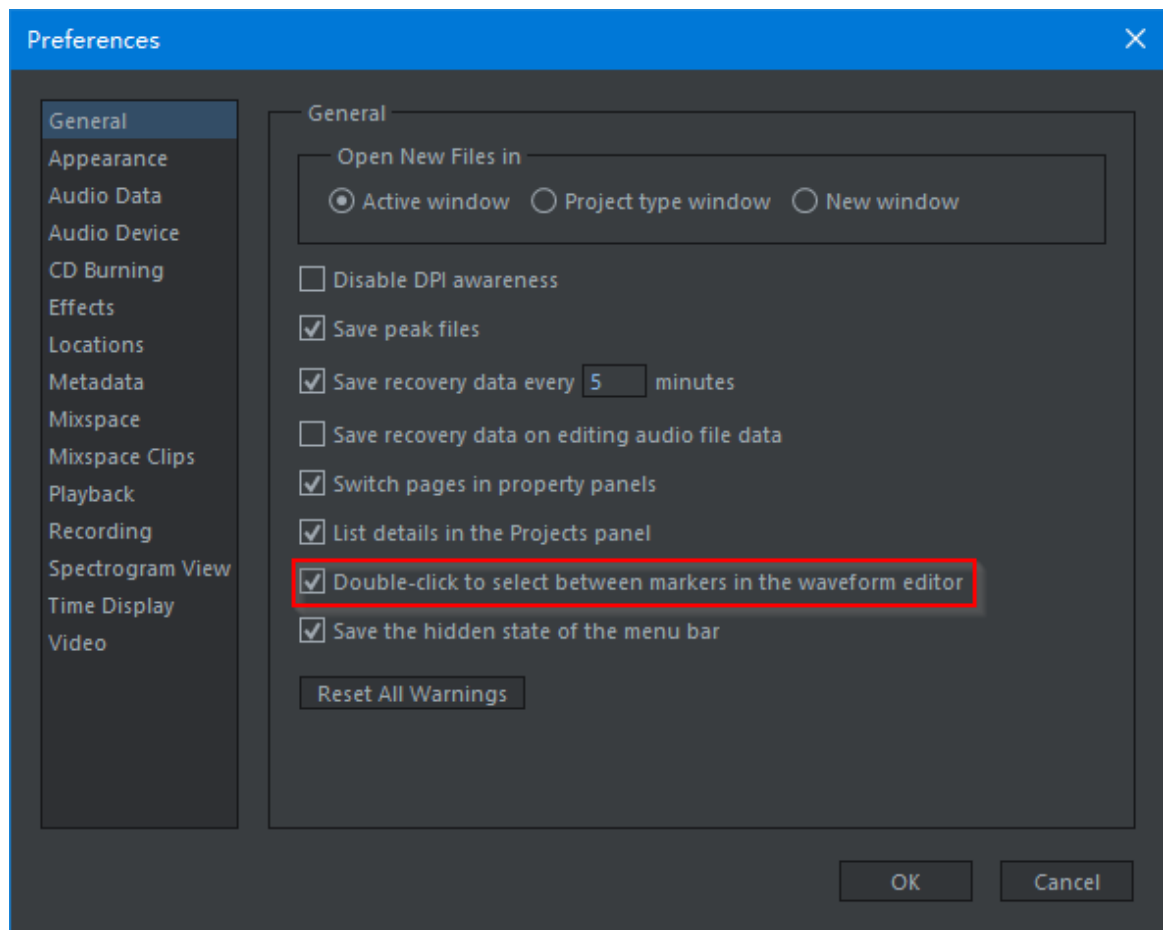 Preferences
General
Appearance
Audio Data
Audio Device
CD Burning
Effects
Locations
Metadata
Mixspace
Mixspace Clips
Playback
Recording
Spectrogram View
Time Display
Video
General
Open New Files in
Active window Project type window New window
Disable DPI awareness
Save peak files
Save recovery data every 5 minutes
Save recovery data on editing audio file data
Switch pages in property panels
List details in the Projects panel
Double-click to select between markers in the waveform editor
Save the hidden state of the menu bar
Reset All Warnings
OK Cancel